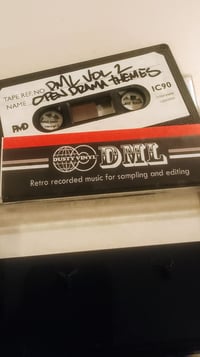 TAPE REF. NO. DML VOL 2
NAME OPEN DRAMA THEMES
IC90
DUSTY VINYL DML
Retro recorded music for sampling and editing